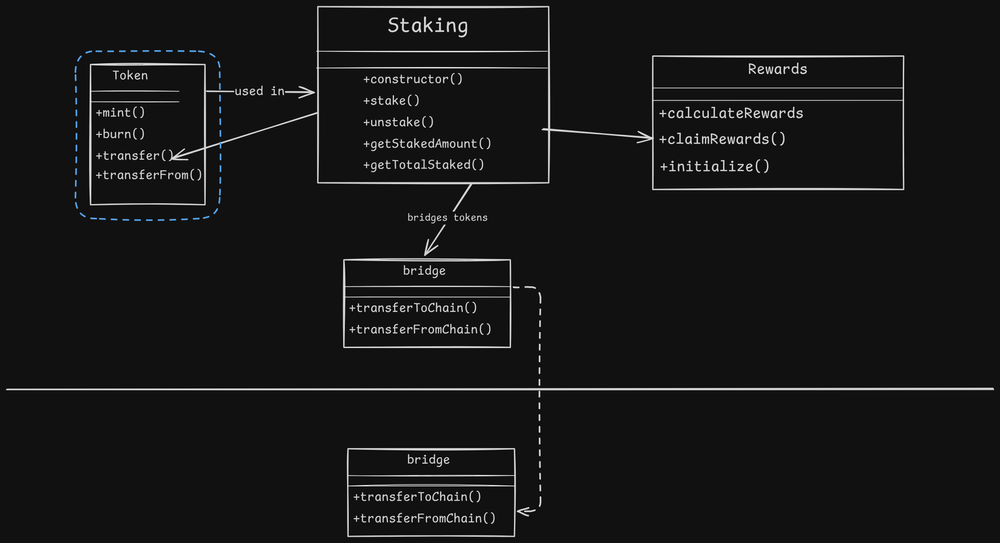 Staking
+constructor()
+stake()
+unstake()
+getStakedAmount()
+getTotalStaked()
Token
+mint()
+burn()
+transfer()
+transferFrom()
used in
Rewards
+calculateRewards
+claimRewards()
+initialize()
bridges tokens
bridge
+transferToChain()
+transferFromChain()
bridge
+transferToChain()
+transferFromChain()